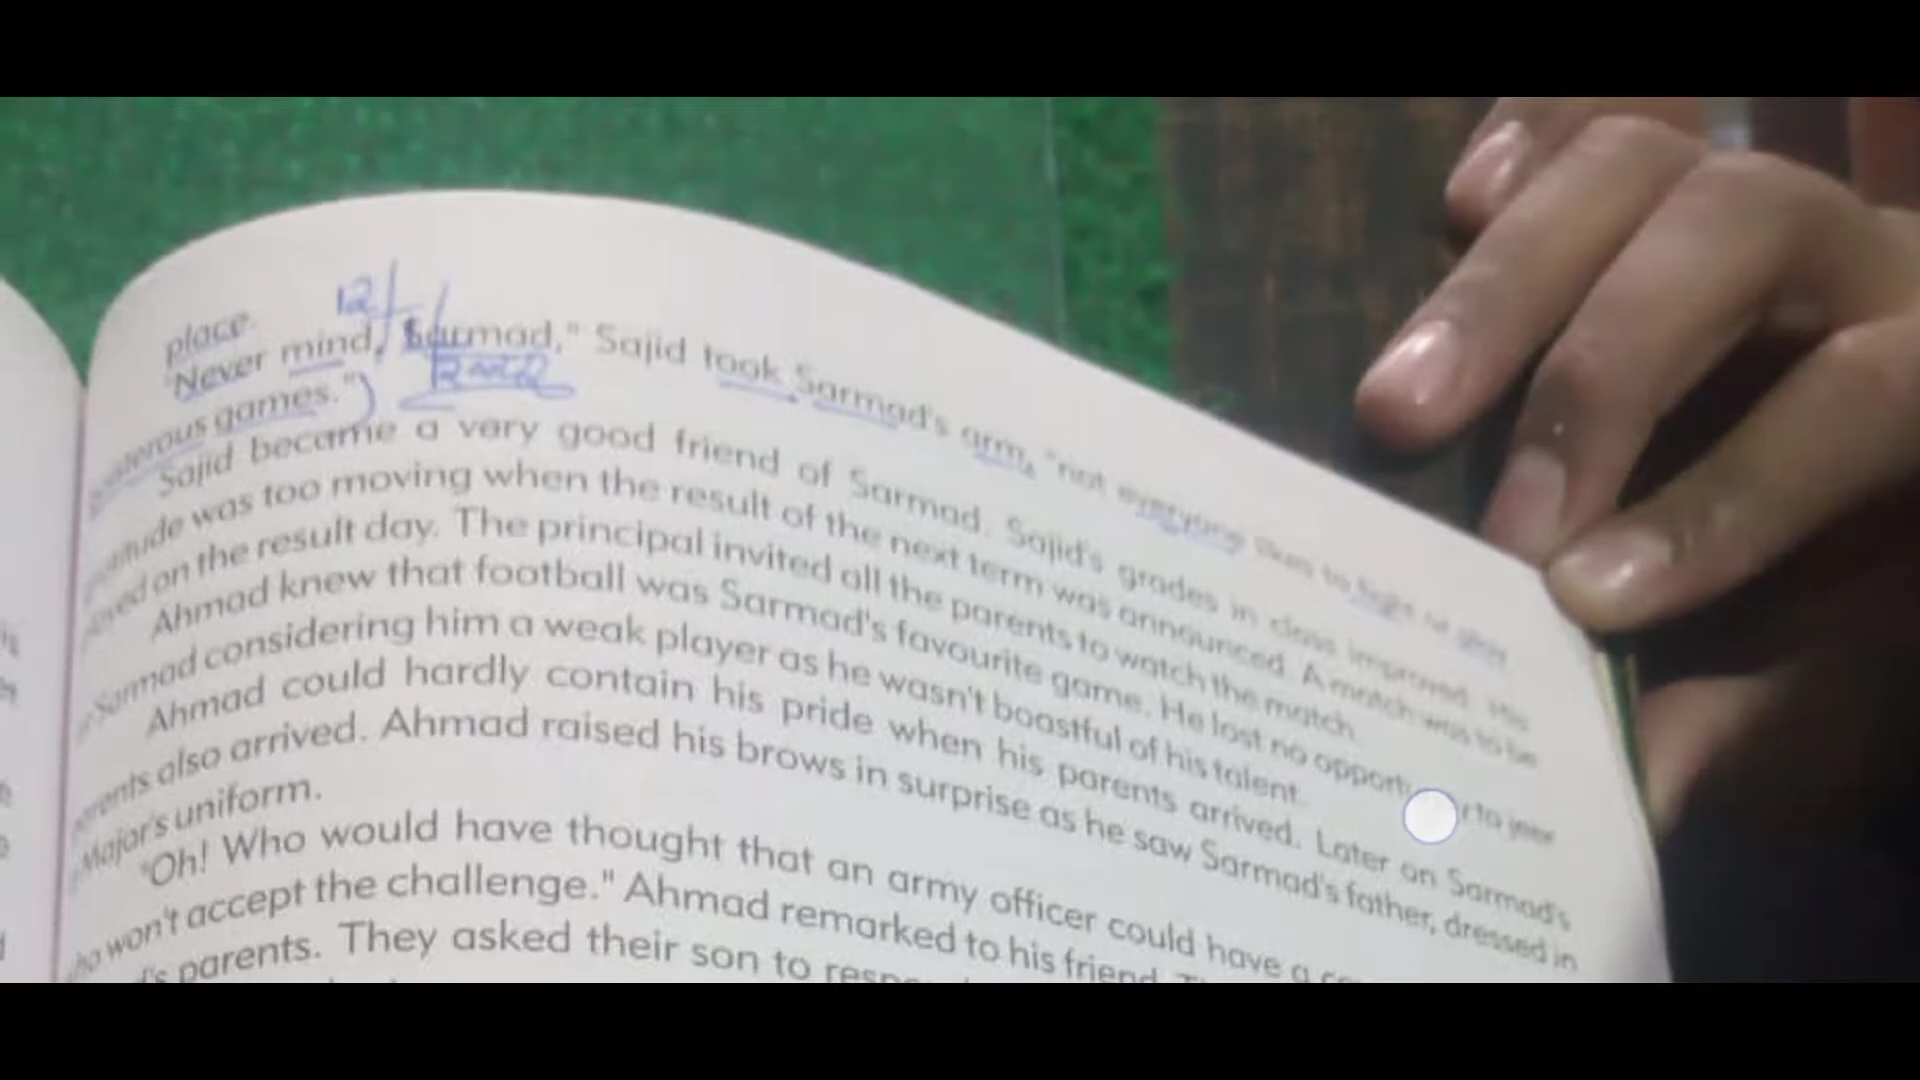 place.
"Never mind, Sarmad," Sajid took Sarmad's arm, "not everyone likes to fight or play
boisterous games."
Sajid became a very good friend of Sarmad. Sajid's grades in class improved. His
was too moving when the result of the next term was announced. A match was to be
on the result day. The principal invited all the parents to watch the match.
Ahmad knew that football was Sarmad's favourite game. He lost no to jeer
Sarmad considering him a weak player as he wasn't boastful of his talent.
Ahmad could hardly contain his pride when his parents arrived. Later on Sarmad's
parents also arrived. Ahmad raised his brows in surprise as he saw Sarmad's father, dressed in
Major's uniform.
"Oh! Who would have thought that an army officer could have a
won't accept the challenge." Ahmad remarked to his friend.
parents. They asked their son to